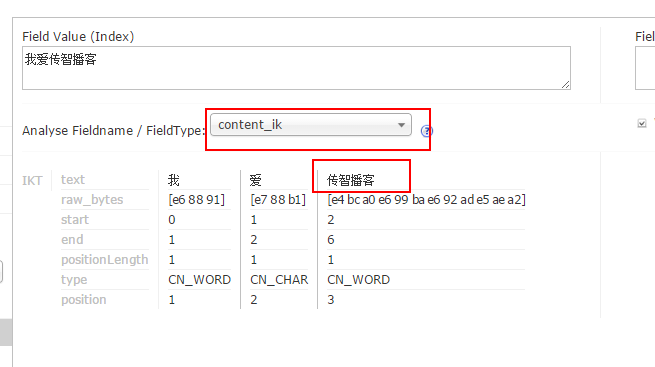 Field Value (Index)
我爱传智播客
Analyse Fieldname / FieldType: content_ik ?
IKT text 我 爱 传智播客
raw_bytes [e6 88 91] [e7 88 b1] [e4 bc a0 e6 99 ba e6 92 ad e5 ae a2]
start 0 1 2
end 1 2 6
positionLength 1 1 1
type CN_WORD CN_CHAR CN_WORD
position 1 2 3